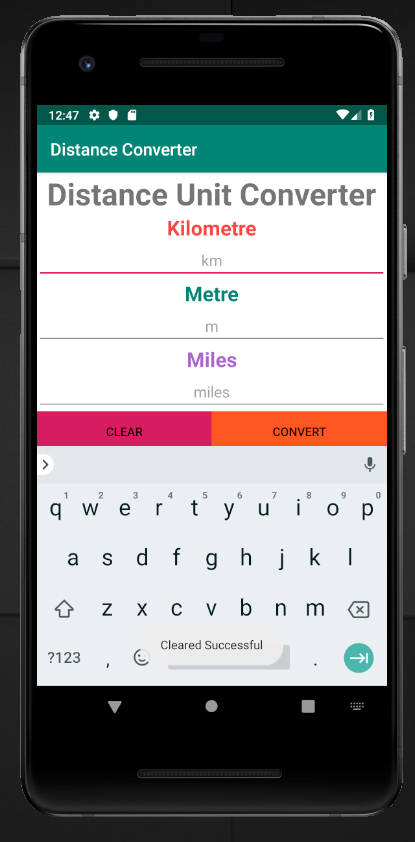 12:47
Distance Converter
Distance Unit Converter
Kilometre
km
Metre
m
Miles
miles
CLEAR CONVERT
1 2 3 4 5 6 7 8 9 0
q w e r t y u i o p
a s d f g h j k l
z x c v b n m
?123 , .
Cleared Successful